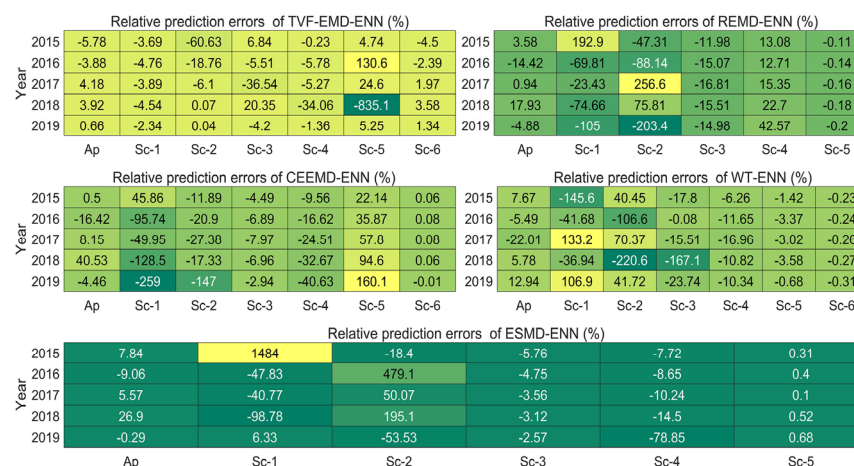 Relative prediction errors of TVF-EMD-ENN (%)
2015 -5.78 -3.69 -60.63 6.84 -0.23 4.74 -4.5
2016 -3.88 -4.76 -18.76 -5.51 -5.78 130.6 -2.39
2017 4.18 -3.89 -6.1 -36.54 -5.27 24.6 1.97
2018 3.92 -4.54 0.07 20.35 -34.06 -835.1 3.58
2019 0.66 -2.34 0.04 -4.2 -1.36 5.25 1.34
Year
Ap Sc-1 Sc-2 Sc-3 Sc-4 Sc-5 Sc-6
Relative prediction errors of REMD-ENN (%)
2015 3.58 192.9 -47.31 -11.98 13.08 -0.11
2016 -14.42 -69.81 -88.14 -15.07 12.71 -0.14
2017 0.94 -23.43 256.6 -16.81 15.35 -0.16
2018 17.93 -74.66 75.81 -15.51 22.7 -0.18
2019 -4.88 -105 -203.4 -14.98 42.57 -0.2
Ap Sc-1 Sc-2 Sc-3 Sc-4 Sc-5
Relative prediction errors of CEEMD-ENN (%)
2015 0.5 45.86 -11.89 -4.49 -9.56 22.14 0.06
2016 -16.42 -95.74 -20.9 -6.89 -16.62 35.87 0.08
2017 8.15 -49.95 -27.38 -7.97 -24.51 57.8 0.08
2018 40.53 -128.5 -17.33 -6.96 -32.67 94.6 0.06
2019 -4.46 -259 -147 -2.94 -40.63 160.1 -0.01
Year
Ap Sc-1 Sc-2 Sc-3 Sc-4 Sc-5 Sc-6
Relative prediction errors of WT-ENN (%)
2015 7.67 -145.6 40.45 -17.8 -6.26 -1.42 -0.23
2016 -5.49 -41.68 -106.6 -0.08 -11.65 -3.37 -0.24
2017 -22.01 133.2 70.37 -15.51 -16.96 -3.02 -0.26
2018 5.78 -36.94 -220.6 -167.1 -10.82 -3.58 -0.27
2019 12.94 106.9 41.72 -23.74 -10.34 -0.68 -0.31
Ap Sc-1 Sc-2 Sc-3 Sc-4 Sc-5 Sc-6
Relative prediction errors of ESMD-ENN (%)
2015 7.84 1484 -18.4 -5.76 -7.72 0.31
2016 -9.06 -47.83 479.1 -4.75 -8.65 0.4
2017 5.57 -40.77 50.07 -3.56 -10.24 0.1
2018 26.9 -98.78 195.1 -3.12 -14.5 0.52
2019 -0.29 6.33 -53.53 -2.57 -78.85 0.68
Year
Ap Sc-1 Sc-2 Sc-3 Sc-4 Sc-5